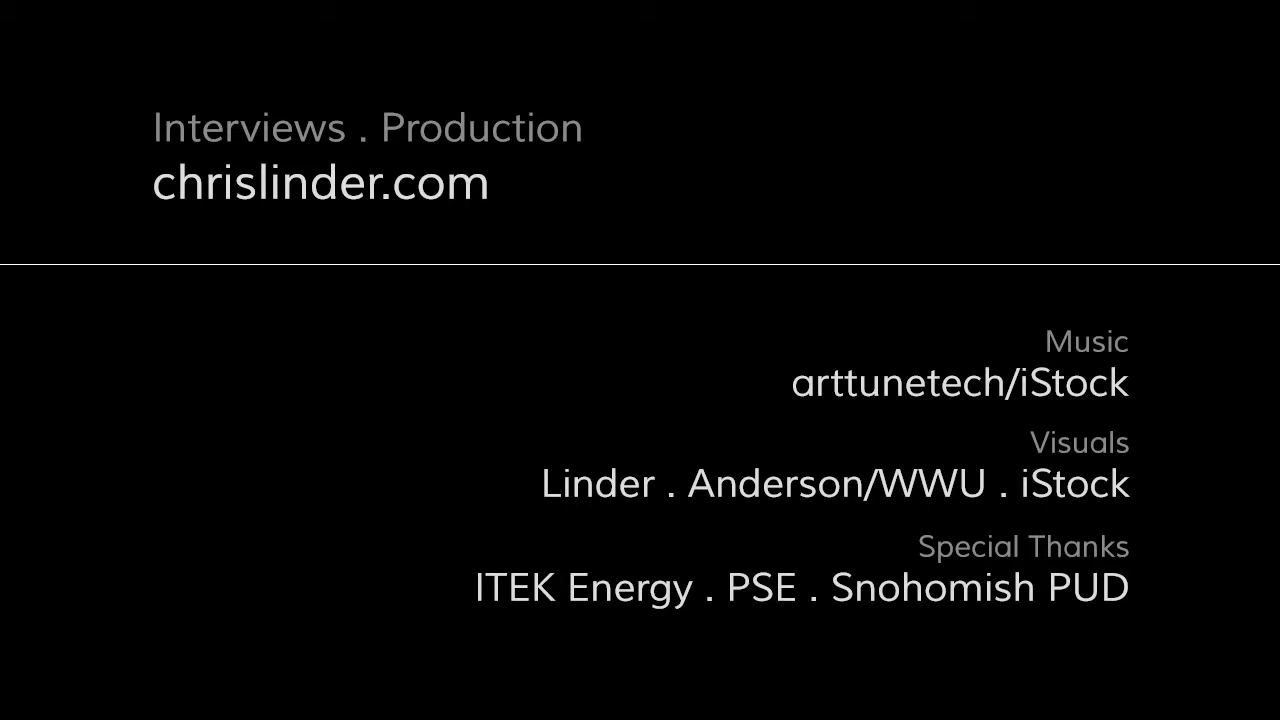 Interviews . Production
chrislinder.com
Music
arttunetech/iStock
Visuals
Linder . Anderson/WWU . iStock
Special Thanks
ITEK Energy . PSE . Snohomish PUD